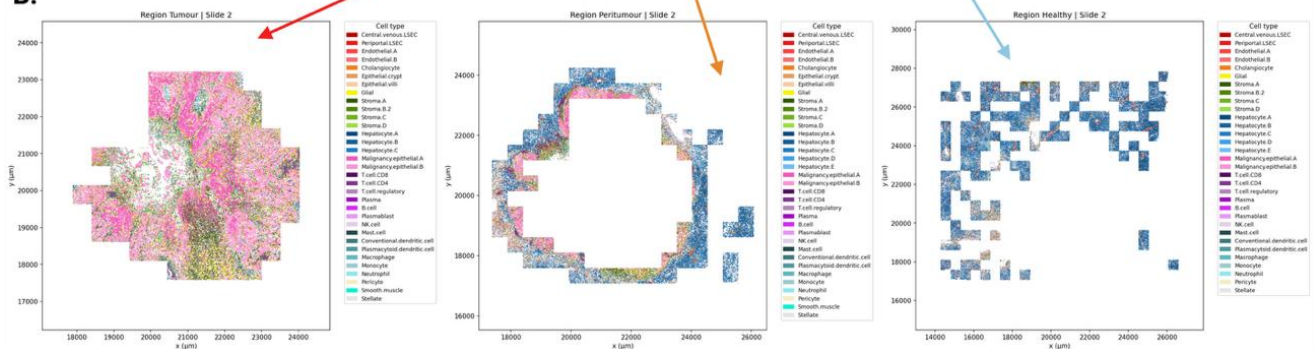 B.
Region Tumour | Slide 2
y (μm)
24000
23000
22000
21000
20000
19000
18000
17000
18000 19000 20000 21000 22000 23000 24000
x (μm)
Cell type
Central.venous.LSEC
Periportal.LSEC
Endothelial.A
Endothelial.B
Cholangiocyte
Epithelial.crypt
Epithelial.villi
Glial
Stroma.A
Stroma.B.2
Stroma.C
Stroma.D
Hepatocyte.A
Hepatocyte.B
Hepatocyte.C
Malignancy.epithelial.A
Malignancy.epithelial.B
T.cell.CD8
T.cell.CD4
T.cell.regulatory
Plasma
B.cell
Plasmablast
NK.cell
Mast.cell
Conventional.dendritic.cell
Plasmacytoid.dendritic.cell
Macrophage
Monocyte
Neutrophil
Pericyte
Smooth.muscle
Stellate
Region Peritumour | Slide 2
y (μm)
24000
22000
20000
18000
16000
18000 20000 22000 24000 26000
x (μm)
Cell type
Central.venous.LSEC
Periportal.LSEC
Endothelial.A
Endothelial.B
Cholangiocyte
Epithelial.crypt
Epithelial.villi
Glial
Stroma.A
Stroma.B.2
Stroma.C
Stroma.D
Hepatocyte.A
Hepatocyte.B
Hepatocyte.C
Hepatocyte.D
Hepatocyte.E
Malignancy.epithelial.A
Malignancy.epithelial.B
T.cell.CD8
T.cell.CD4
T.cell.regulatory
Plasma
B.cell
Plasmablast
NK.cell
Mast.cell
Conventional.dendritic.cell
Plasmacytoid.dendritic.cell
Macrophage
Monocyte
Neutrophil
Pericyte
Smooth.muscle
Stellate
Region Healthy | Slide 2
y (μm)
30000
28000
26000
24000
22000
20000
18000
16000
14000 16000 18000 20000 22000 24000 26000
x (μm)
Cell type
Central.venous.LSEC
Periportal.LSEC
Endothelial.A
Endothelial.B
Cholangiocyte
Glial
Stroma.A
Stroma.B.2
Stroma.C
Stroma.D
Hepatocyte.A
Hepatocyte.B
Hepatocyte.C
Hepatocyte.D
Hepatocyte.E
Malignancy.epithelial.A
Malignancy.epithelial.B
T.cell.CD8
T.cell.CD4
T.cell.regulatory
Plasma
B.cell
Plasmablast
NK.cell
Mast.cell
Conventional.dendritic.cell
Plasmacytoid.dendritic.cell
Macrophage
Monocyte
Neutrophil
Pericyte
Stellate